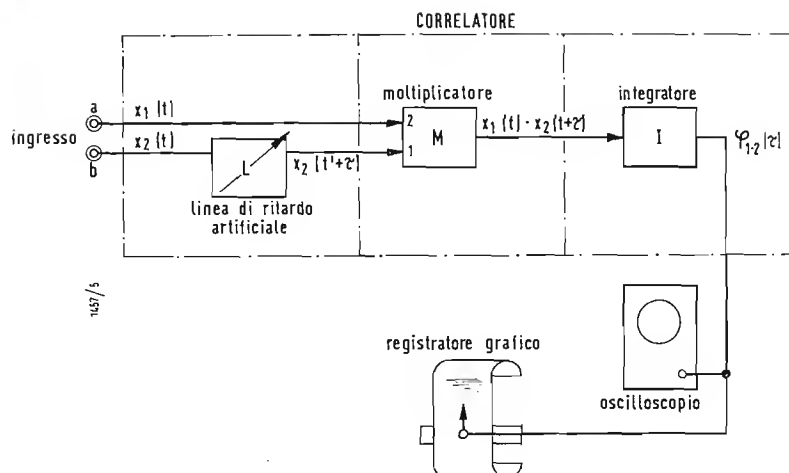 CORRELATORE
moltiplicatore
integratore
a
x₁ (t)
ingresso
x₂ (t)
b
2
1
M
x₁ (t) · x₂ (t+τ)
I
φ₁₋₂ (τ)
L
x₂ (t'+τ)
linea di ritardo
artificiale
1457/5
registratore grafico
oscilloscopio